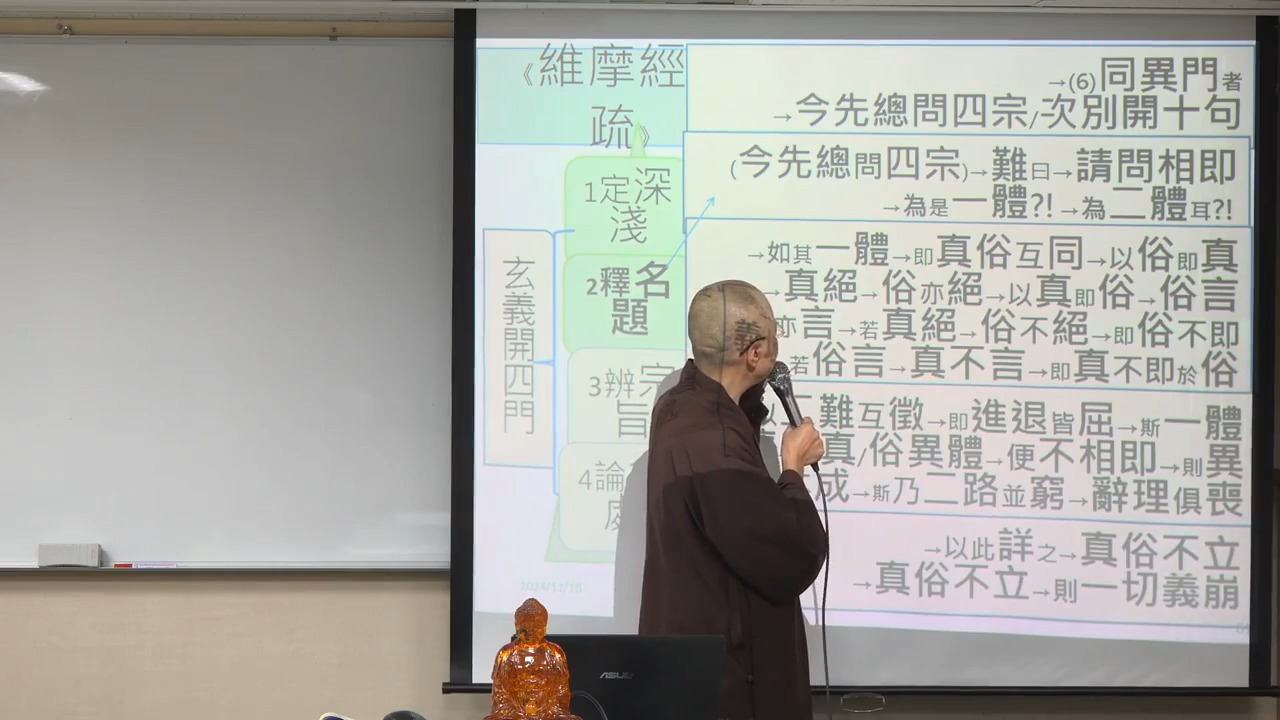 《維摩經
疏》
玄義開四門
1定深
淺
2釋名
題
3辨宗
旨
4論
→(6)同異門者
→今先總問四宗/次別開十句
(今先總問四宗)→難曰→請問相即
→為是一體?!→為二體耳?!
→如其一體→即真俗互同→以俗即真
→真絕→俗亦絕→以真即俗→俗言
亦言→若真絕→俗不絕→即俗不即
若俗言→真不言→即真不即於俗
二難互徵→即進退皆屈→斯一體
真/俗異體→便不相即→則異
成→斯乃二路並窮→辭理俱喪
→以此詳之→真俗不立
→真俗不立→則一切義崩
ASUS